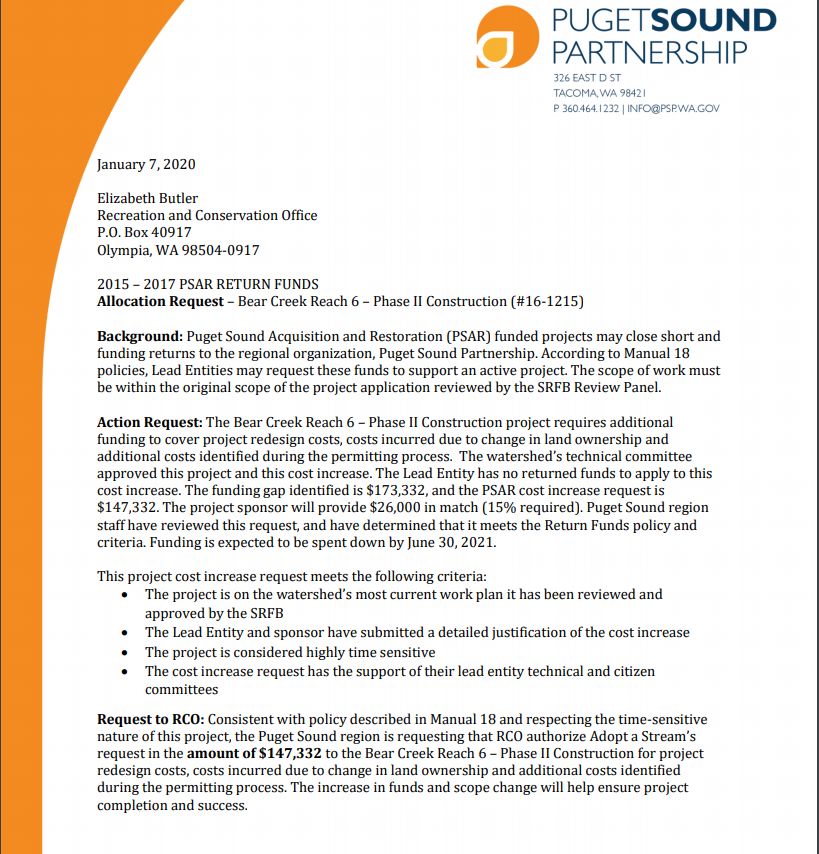 PUGETSOUND
PARTNERSHIP
326 EAST D ST
TACOMA, WA 98421
P 360.464.1232 | INFO@PSP.WA.GOV
January 7, 2020
Elizabeth Butler
Recreation and Conservation Office
P.O. Box 40917
Olympia, WA 98504-0917
2015 – 2017 PSAR RETURN FUNDS
Allocation Request – Bear Creek Reach 6 – Phase II Construction (#16-1215)
Background: Puget Sound Acquisition and Restoration (PSAR) funded projects may close short and
funding returns to the regional organization, Puget Sound Partnership. According to Manual 18
policies, Lead Entities may request these funds to support an active project. The scope of work must
be within the original scope of the project application reviewed by the SRFB Review Panel.
Action Request: The Bear Creek Reach 6 – Phase II Construction project requires additional
funding to cover project redesign costs, costs incurred due to change in land ownership and
additional costs identified during the permitting process. The watershed's technical committee
approved this project and this cost increase. The Lead Entity has no returned funds to apply to this
cost increase. The funding gap identified is $173,332, and the PSAR cost increase request is
$147,332. The project sponsor will provide $26,000 in match (15% required). Puget Sound region
staff have reviewed this request, and have determined that it meets the Return Funds policy and
criteria. Funding is expected to be spent down by June 30, 2021.
This project cost increase request meets the following criteria:
• The project is on the watershed's most current work plan it has been reviewed and
approved by the SRFB
• The Lead Entity and sponsor have submitted a detailed justification of the cost increase
• The project is considered highly time sensitive
• The cost increase request has the support of their lead entity technical and citizen
committees
Request to RCO: Consistent with policy described in Manual 18 and respecting the time-sensitive
nature of this project, the Puget Sound region is requesting that RCO authorize Adopt a Stream's
request in the amount of $147,332 to the Bear Creek Reach 6 – Phase II Construction for project
redesign costs, costs incurred due to change in land ownership and additional costs identified
during the permitting process. The increase in funds and scope change will help ensure project
completion and success.